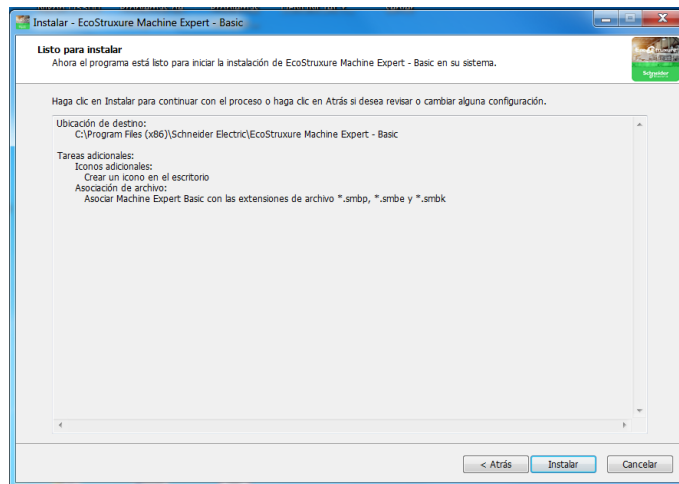 Instalar - EcoStruxure Machine Expert - Basic
Listo para instalar
Ahora el programa está listo para iniciar la instalación de EcoStruxure Machine Expert - Basic en su sistema.
Schneider
Haga clic en Instalar para continuar con el proceso o haga clic en Atrás si desea revisar o cambiar alguna configuración.
Ubicación de destino:
C:\Program Files (x86)\Schneider Electric\EcoStruxure Machine Expert - Basic
Tareas adicionales:
Iconos adicionales:
Crear un icono en el escritorio
Asociación de archivo:
Asociar Machine Expert Basic con las extensiones de archivo *.smbp, *.smbe y *.smbk
< Atrás Instalar Cancelar